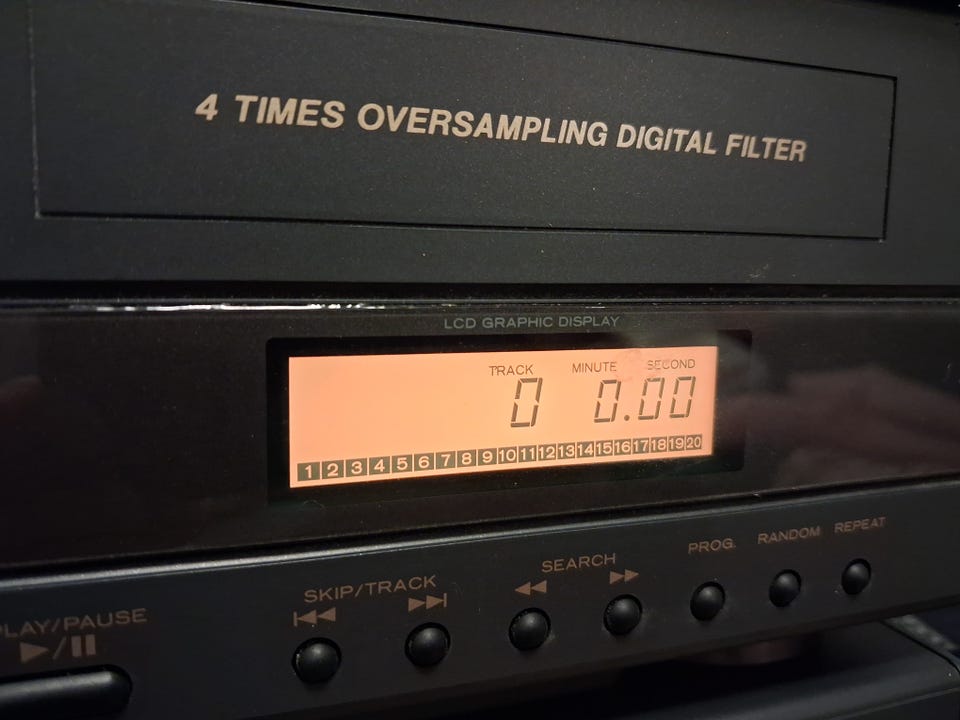 4 TIMES OVERSAMPLING DIGITAL FILTER
LCD GRAPHIC DISPLAY
TRACK MINUTE SECOND
0 0.00
1 2 3 4 5 6 7 8 9 10 11 12 13 14 15 16 17 18 19 20
PROG. RANDOM REPEAT
SEARCH
SKIP/TRACK
PLAY/PAUSE